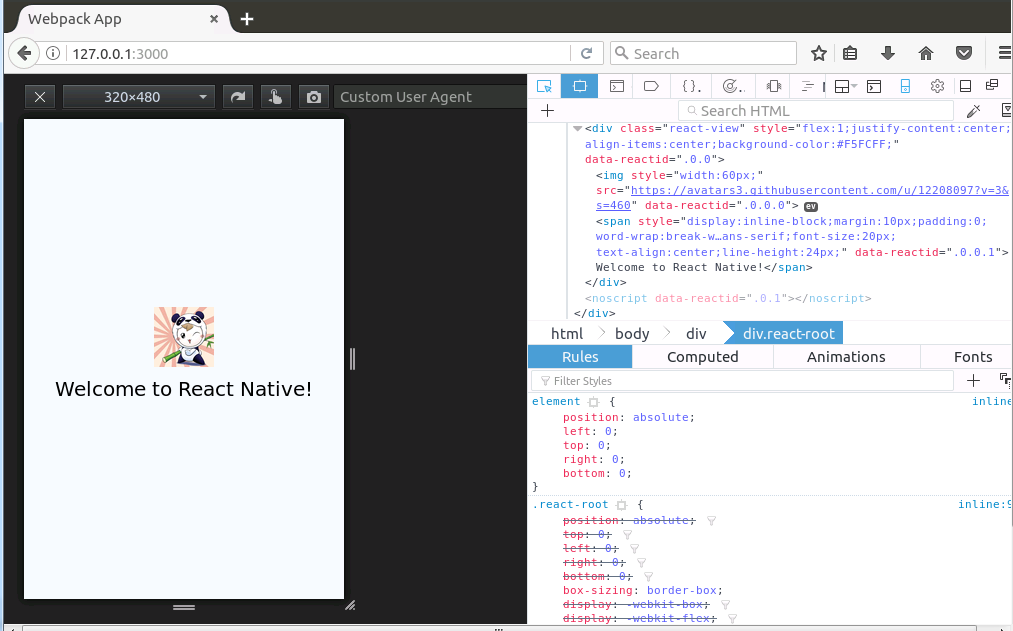 Webpack App
127.0.0.1:3000
Search
320×480
Custom User Agent
Search HTML
<div class="react-view" style="flex:1;justify-content:center;
align-items:center;background-color:#F5FCFF;"
data-reactid=".0.0">
<img style="width:60px;"
src="https://avatars3.githubusercontent.com/u/12208097?v=3&
s=460" data-reactid=".0.0.0"> ev
<span style="display:inline-block;margin:10px;padding:0;
word-wrap:break-w…ans-serif;font-size:20px;
text-align:center;line-height:24px;" data-reactid=".0.0.1">
Welcome to React Native!</span>
</div>
<noscript data-reactid=".0.1"></noscript>
</div>
html body div div.react-root
Rules Computed Animations Fonts
Filter Styles
element { inline
position: absolute;
left: 0;
top: 0;
right: 0;
bottom: 0;
}
.react-root { inline:9
position: absolute;
top: 0;
left: 0;
right: 0;
bottom: 0;
box-sizing: border-box;
display: -webkit-box;
display: -webkit-flex;
Welcome to React Native!